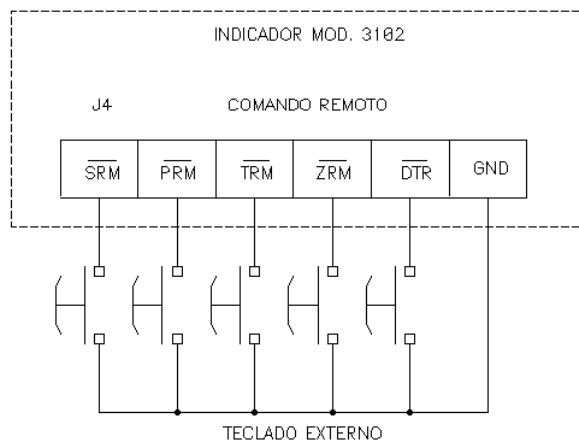 INDICADOR MOD. 3102
J4 COMANDO REMOTO
SRM PRM TRM ZRM DTR GND
TECLADO EXTERNO